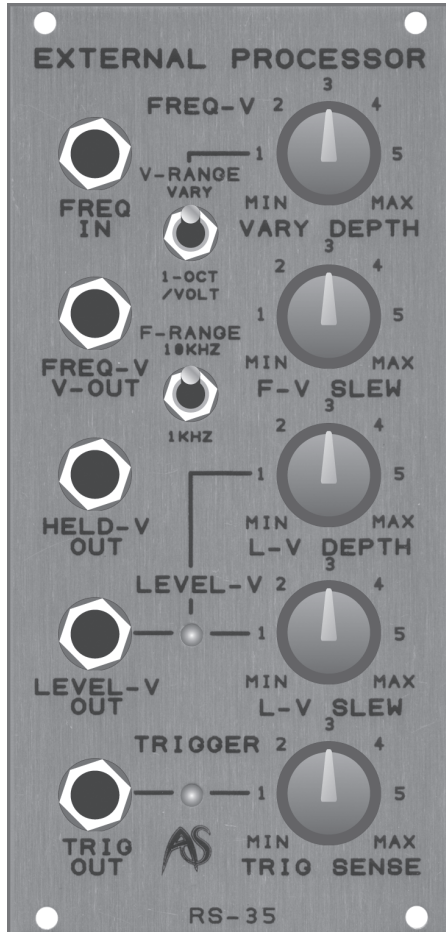 EXTERNAL PROCESSOR
FREQ-V
2 3 4
1 5
MIN MAX
VARY DEPTH
FREQ
IN
V-RANGE
VARY
1-OCT
/VOLT
2 3 4
1 5
MIN MAX
F-V SLEW
FREQ-V
V-OUT
F-RANGE
10KHZ
1KHZ
2 3 4
1 5
MIN MAX
L-V DEPTH
HELD-V
OUT
LEVEL-V
2 3 4
1 5
MIN MAX
L-V SLEW
LEVEL-V
OUT
TRIGGER
2 3 4
1 5
MIN MAX
TRIG SENSE
TRIG
OUT
AS
RS-35